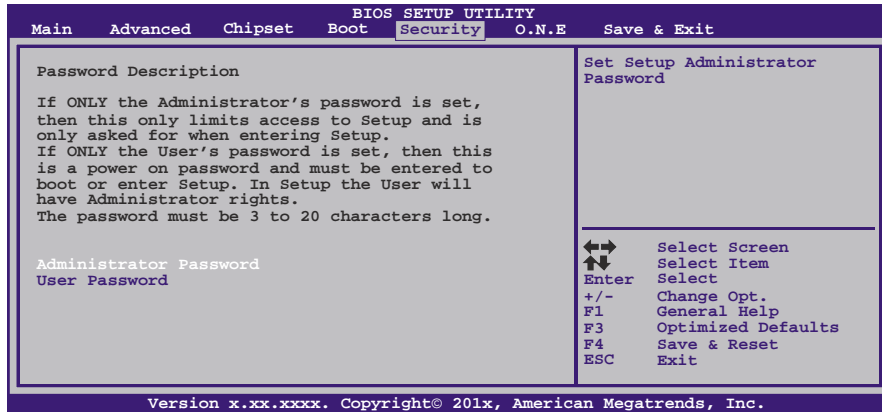 BIOS SETUP UTILITY
Main Advanced Chipset Boot Security O.N.E Save & Exit
Password Description
If ONLY the Administrator's password is set,
then this only limits access to Setup and is
only asked for when entering Setup.
If ONLY the User's password is set, then this
is a power on password and must be entered to
boot or enter Setup. In Setup the User will
have Administrator rights.
The password must be 3 to 20 characters long.
Administrator Password
User Password
Set Setup Administrator
Password
Select Screen
Select Item
Enter Select
+/- Change Opt.
F1 General Help
F3 Optimized Defaults
F4 Save & Reset
ESC Exit
Version x.xx.xxxx. Copyright© 201x, American Megatrends, Inc.